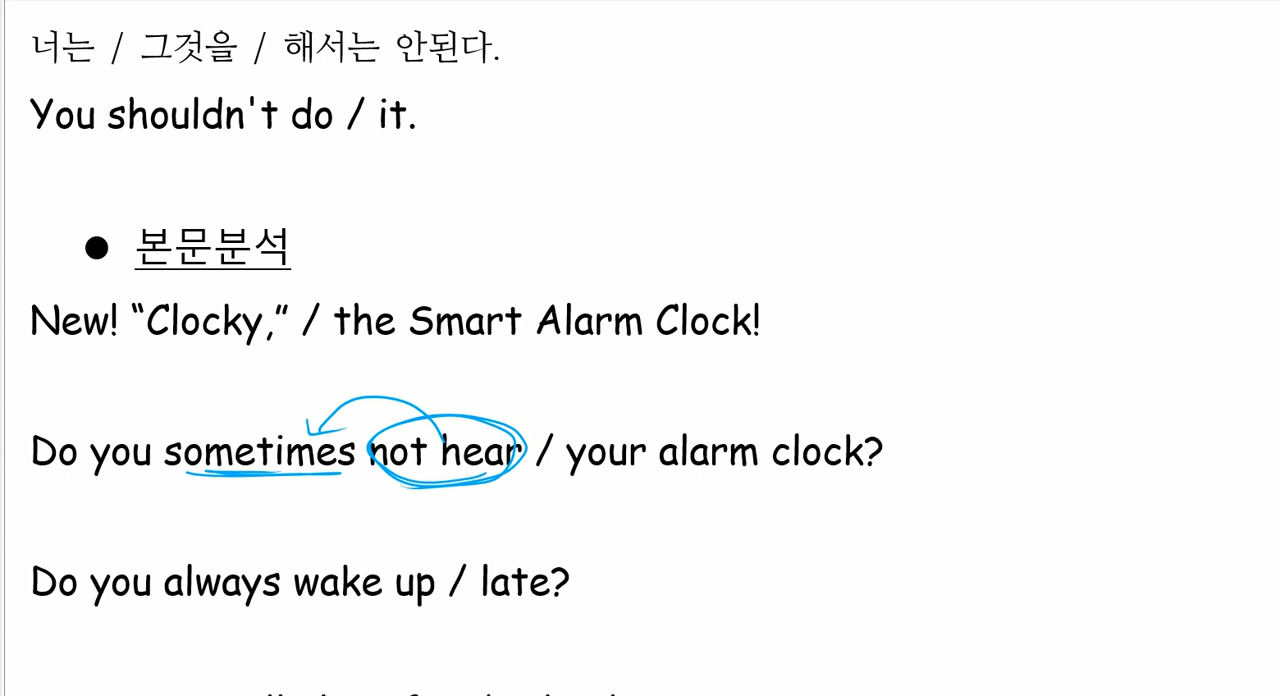 너는 / 그것을 / 해서는 안된다.
You shouldn't do / it.
● 본문분석
New! “Clocky,” / the Smart Alarm Clock!
Do you sometimes not hear / your alarm clock?
Do you always wake up / late?